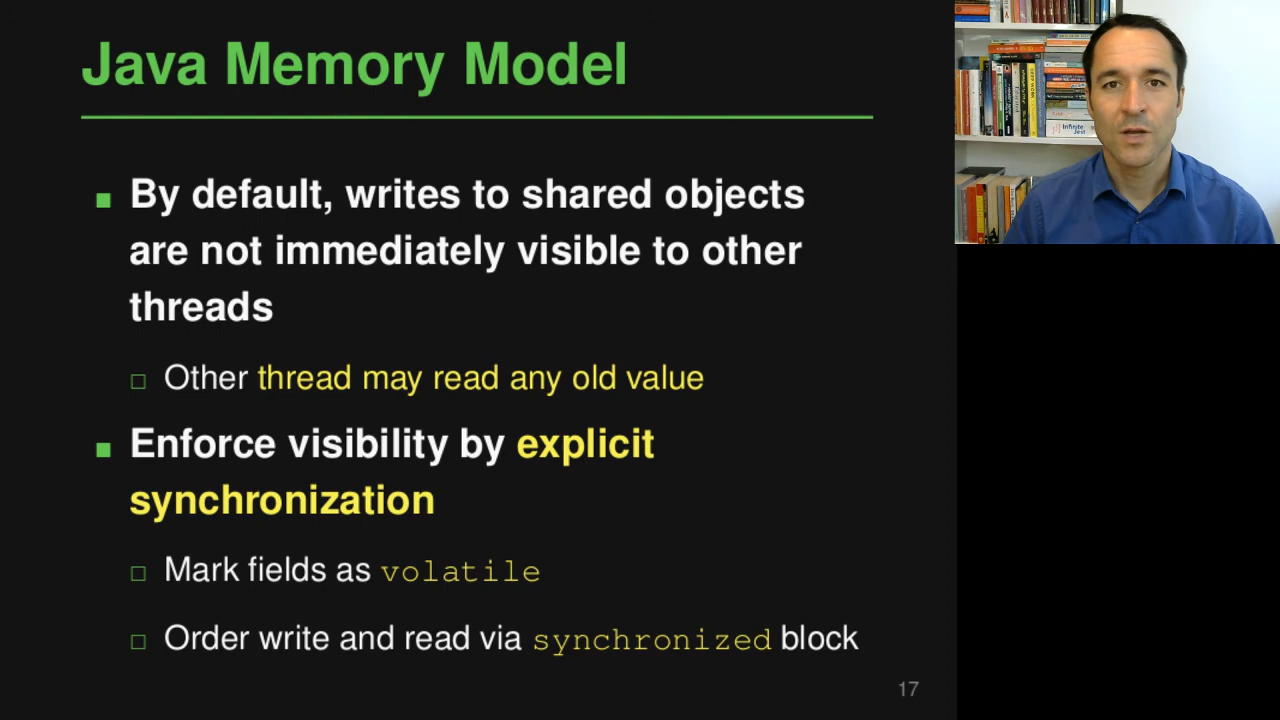 Java Memory Model
By default, writes to shared objects
are not immediately visible to other
threads
Other thread may read any old value
Enforce visibility by explicit
synchronization
Mark fields as volatile
Order write and read via synchronized block
17
Infinite
Jest